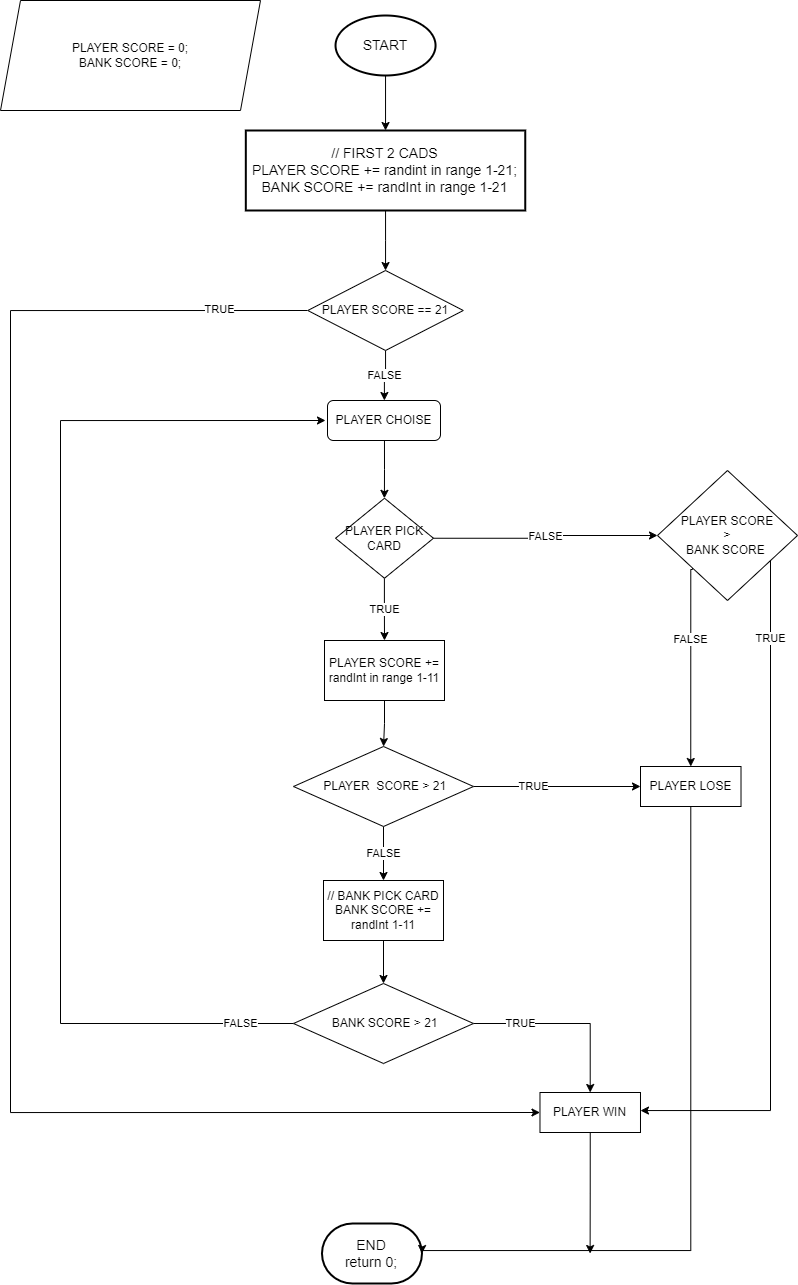 PLAYER SCORE = 0;
BANK SCORE = 0;
START
// FIRST 2 CADS
PLAYER SCORE += randint in range 1-21;
BANK SCORE += randInt in range 1-21
PLAYER SCORE == 21
TRUE
FALSE
PLAYER CHOISE
PLAYER PICK
CARD
FALSE
PLAYER SCORE
>
BANK SCORE
TRUE
FALSE
TRUE
PLAYER SCORE +=
randInt in range 1-11
PLAYER SCORE > 21
TRUE
PLAYER LOSE
FALSE
// BANK PICK CARD
BANK SCORE +=
randInt 1-11
BANK SCORE > 21
FALSE
TRUE
PLAYER WIN
END
return 0;